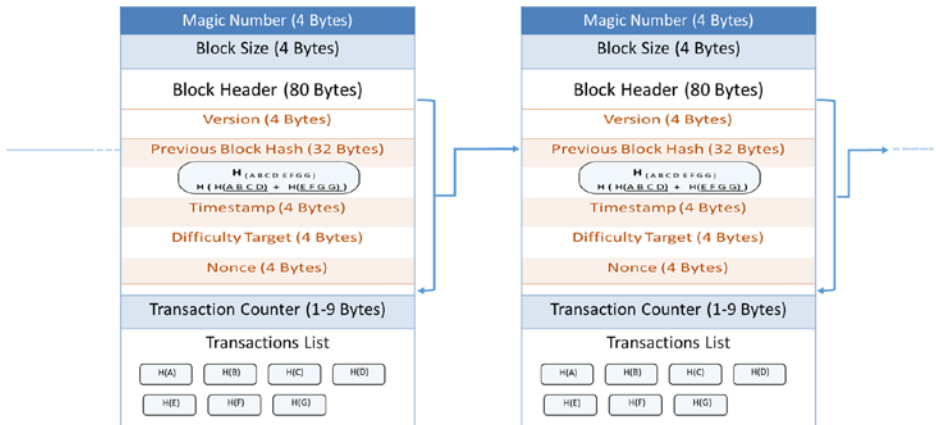 Magic Number (4 Bytes)
Block Size (4 Bytes)
Block Header (80 Bytes)
Version (4 Bytes)
Previous Block Hash (32 Bytes)
H (ABCD EFGG)
H ( H(A B C D) + H(E F G G) )
Timestamp (4 Bytes)
Difficulty Target (4 Bytes)
Nonce (4 Bytes)
Transaction Counter (1-9 Bytes)
Transactions List
H(A) H(B) H(C) H(D)
H(E) H(F) H(G)
Magic Number (4 Bytes)
Block Size (4 Bytes)
Block Header (80 Bytes)
Version (4 Bytes)
Previous Block Hash (32 Bytes)
H (ABCD EFGG)
H ( H(A B C D) + H(E F G G) )
Timestamp (4 Bytes)
Difficulty Target (4 Bytes)
Nonce (4 Bytes)
Transaction Counter (1-9 Bytes)
Transactions List
H(A) H(B) H(C) H(D)
H(E) H(F) H(G)